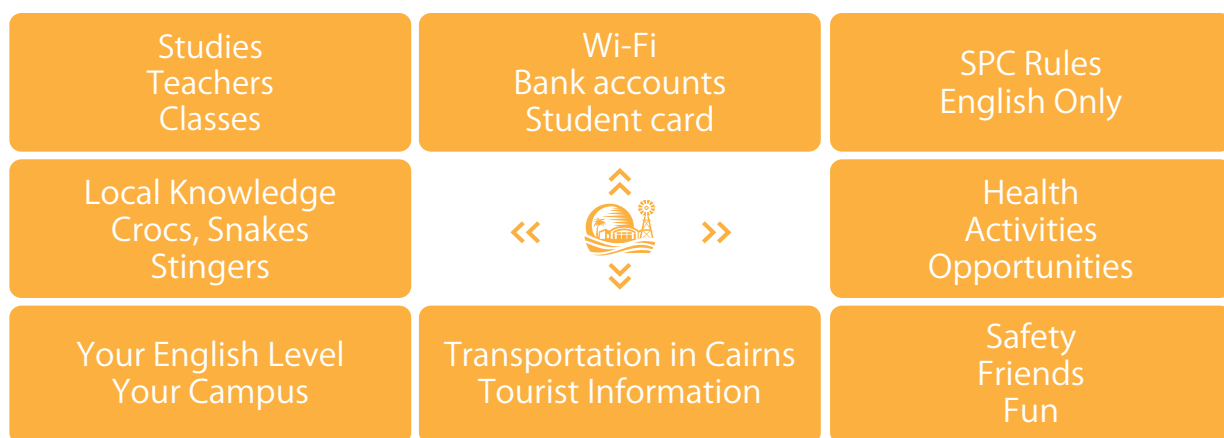 Studies
Teachers
Classes
Wi-Fi
Bank accounts
Student card
SPC Rules
English Only
Local Knowledge
Crocs, Snakes
Stingers
Health
Activities
Opportunities
Your English Level
Your Campus
Transportation in Cairns
Tourist Information
Safety
Friends
Fun